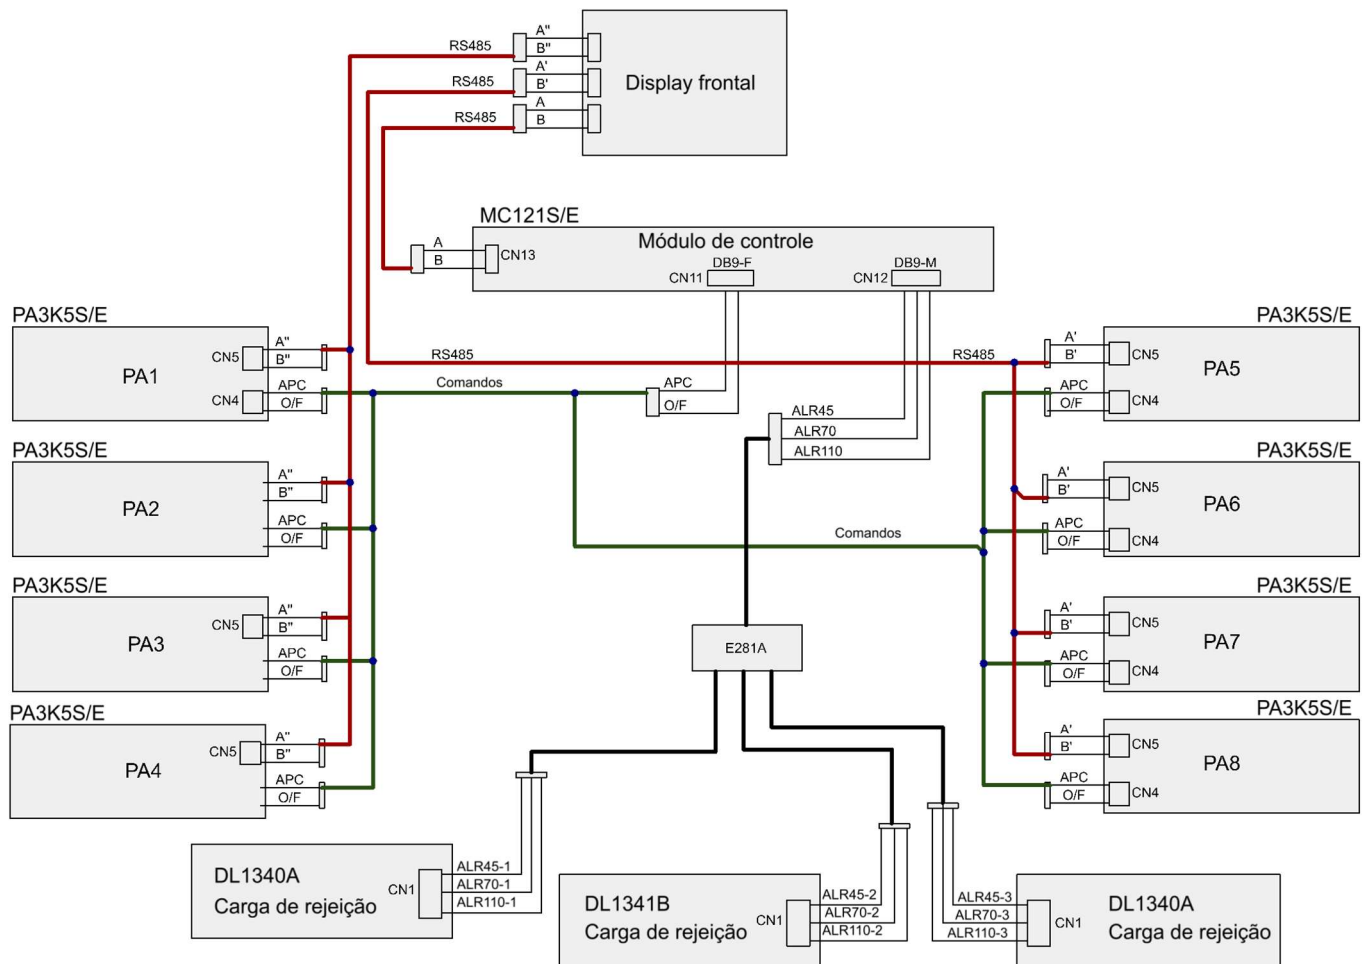 RS485
A"
B"
RS485
A'
B'
RS485
A
B
Display frontal
MC121S/E
Módulo de controle
A
B
CN13
DB9-F
CN11
DB9-M
CN12
PA3K5S/E
PA1
CN5
A"
B"
CN4
APC
O/F
RS485
Comandos
APC
O/F
ALR45
ALR70
ALR110
RS485
PA3K5S/E
A'
B'
CN5
PA5
APC
O/F
CN4
PA3K5S/E
PA2
A"
B"
APC
O/F
Comandos
PA3K5S/E
A'
B'
CN5
PA6
APC
O/F
CN4
PA3K5S/E
PA3
CN5
A"
B"
APC
O/F
E281A
PA3K5S/E
A'
B'
CN5
PA7
APC
O/F
CN4
PA3K5S/E
PA4
CN5
A"
B"
APC
O/F
PA3K5S/E
A'
B'
CN5
PA8
APC
O/F
CN4
DL1340A
Carga de rejeição
CN1
ALR45-1
ALR70-1
ALR110-1
DL1341B
Carga de rejeição
CN1
ALR45-2
ALR70-2
ALR110-2
ALR45-3
ALR70-3
ALR110-3
CN1
DL1340A
Carga de rejeição